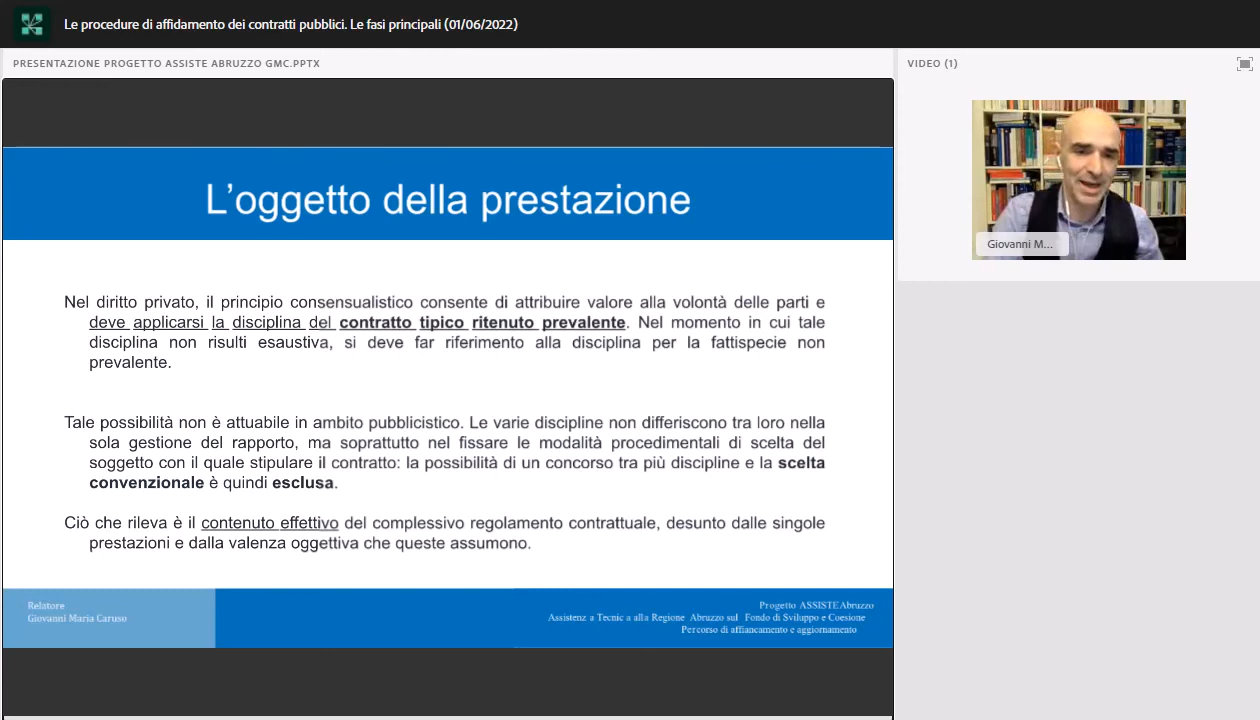 Le procedure di affidamento dei contratti pubblici. Le fasi principali (01/06/2022)
PRESENTAZIONE PROGETTO ASSISTE ABRUZZO GMC.PPTX
VIDEO (1)
L’oggetto della prestazione
Nel diritto privato, il principio consensualistico consente di attribuire valore alla volontà delle parti e
deve applicarsi la disciplina del contratto tipico ritenuto prevalente. Nel momento in cui tale
disciplina non risulti esaustiva, si deve far riferimento alla disciplina per la fattispecie non
prevalente.
Tale possibilità non è attuabile in ambito pubblicistico. Le varie discipline non differiscono tra loro nella
sola gestione del rapporto, ma soprattutto nel fissare le modalità procedimentali di scelta del
soggetto con il quale stipulare il contratto: la possibilità di un concorso tra più discipline e la scelta
convenzionale è quindi esclusa.
Ciò che rileva è il contenuto effettivo del complessivo regolamento contrattuale, desunto dalle singole
prestazioni e dalla valenza oggettiva che queste assumono.
Relatore
Giovanni Maria Caruso
Progetto ASSISTEAbruzzo
Assistenz a Tecnic a alla Regione Abruzzo sul Fondo di Sviluppo e Coesione
Percorso di affiancamento e aggiornamento
Giovanni M...